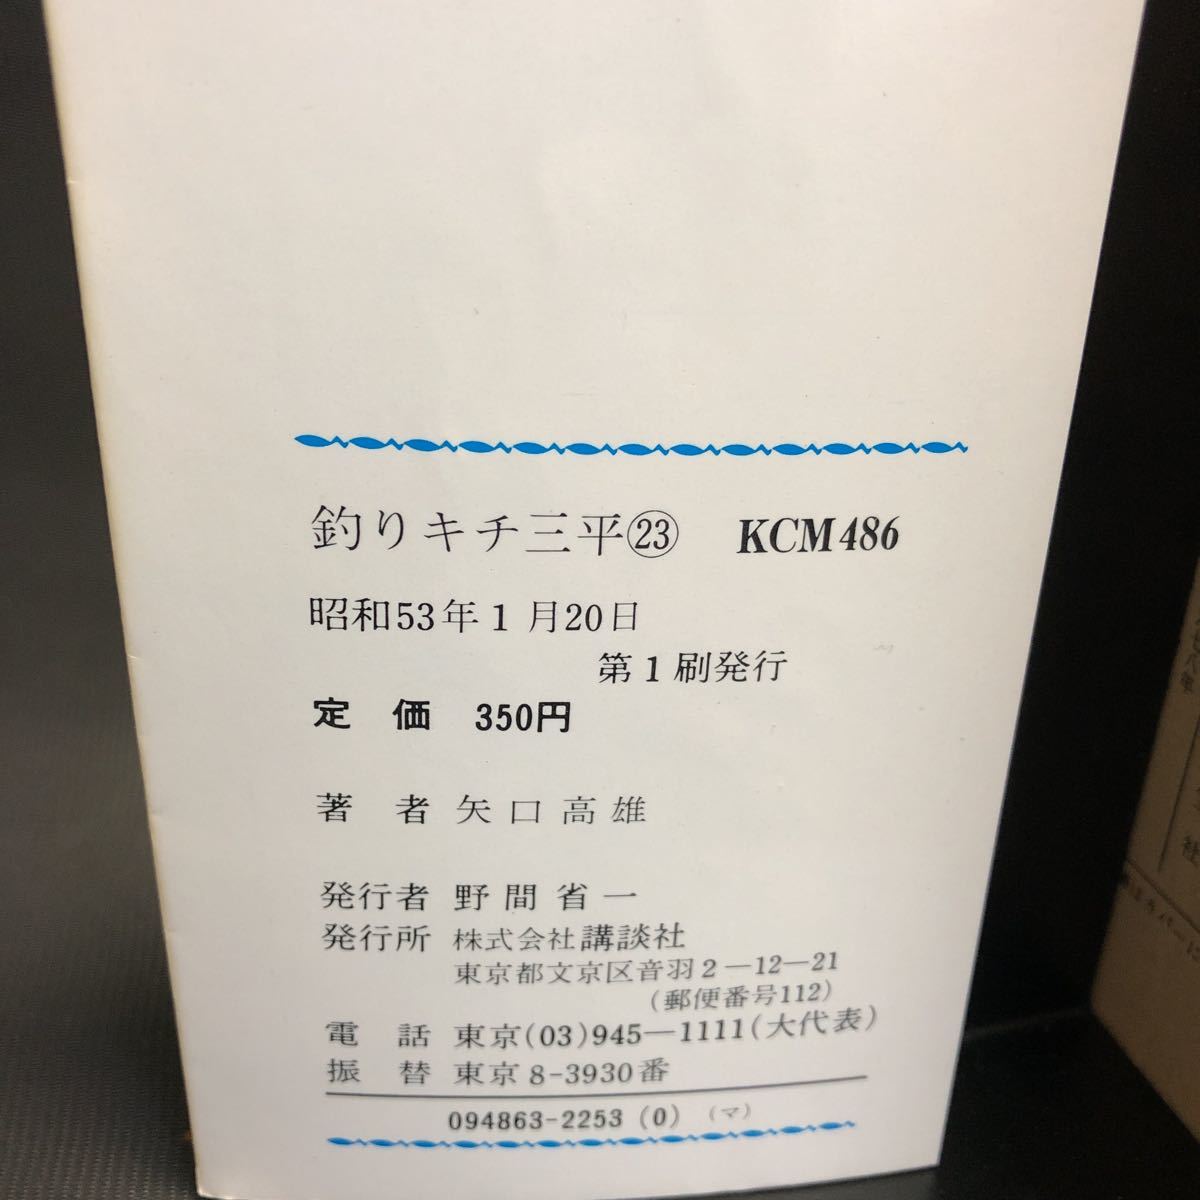 釣りキチ三平㉓ KCM486
昭和53年1月20日
第1刷発行
定価 350円
著者 矢口高雄
発行者 野間省一
発行所 株式会社講談社
東京都文京区音羽2―12―21
(郵便番号112)
電話 東京(03)945―1111(大代表)
振替 東京8-3930番
094863-2253(0) (マ)